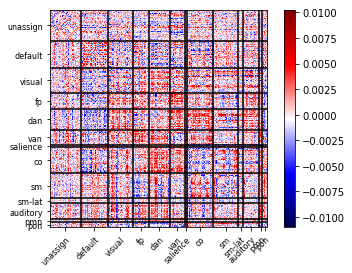 unassign
default
visual
fp
dan
van
salience
co
sm
sm-lat
auditory
pmn
pon
unassign
default
visual
fp
dan
van
salience
co
sm
sm-lat
auditory
0.0100
0.0075
0.0050
0.0025
0.0000
−0.0025
−0.0050
−0.0075
−0.0100